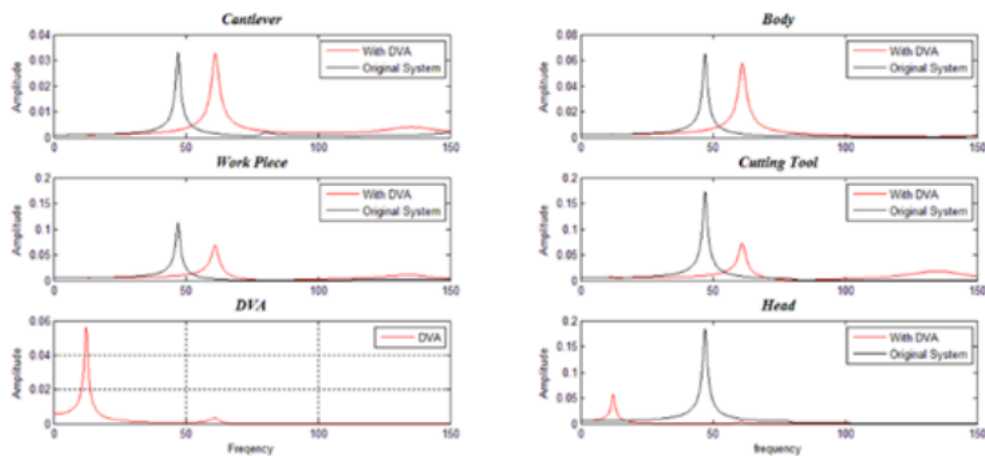 Cantlever
Amplitude
0.04
0.03
0.02
0.01
0
With DVA
Original System
0 50 100 150
Body
Amplitude
0.08
0.06
0.04
0.02
0
With DVA
Original System
0 50 100 150
Work Piece
Amplitude
0.2
0.15
0.1
0.05
0
With DVA
Original System
0 50 100 150
Cutting Tool
Amplitude
0.2
0.15
0.1
0.05
0
With DVA
Original System
0 50 100 150
DVA
Amplitude
0.06
0.04
0.02
0
DVA
0 50 100 150
Freqency
Head
Amplitude
0.2
0.15
0.1
0.05
0
With DVA
Original System
0 50 100 150
frequency